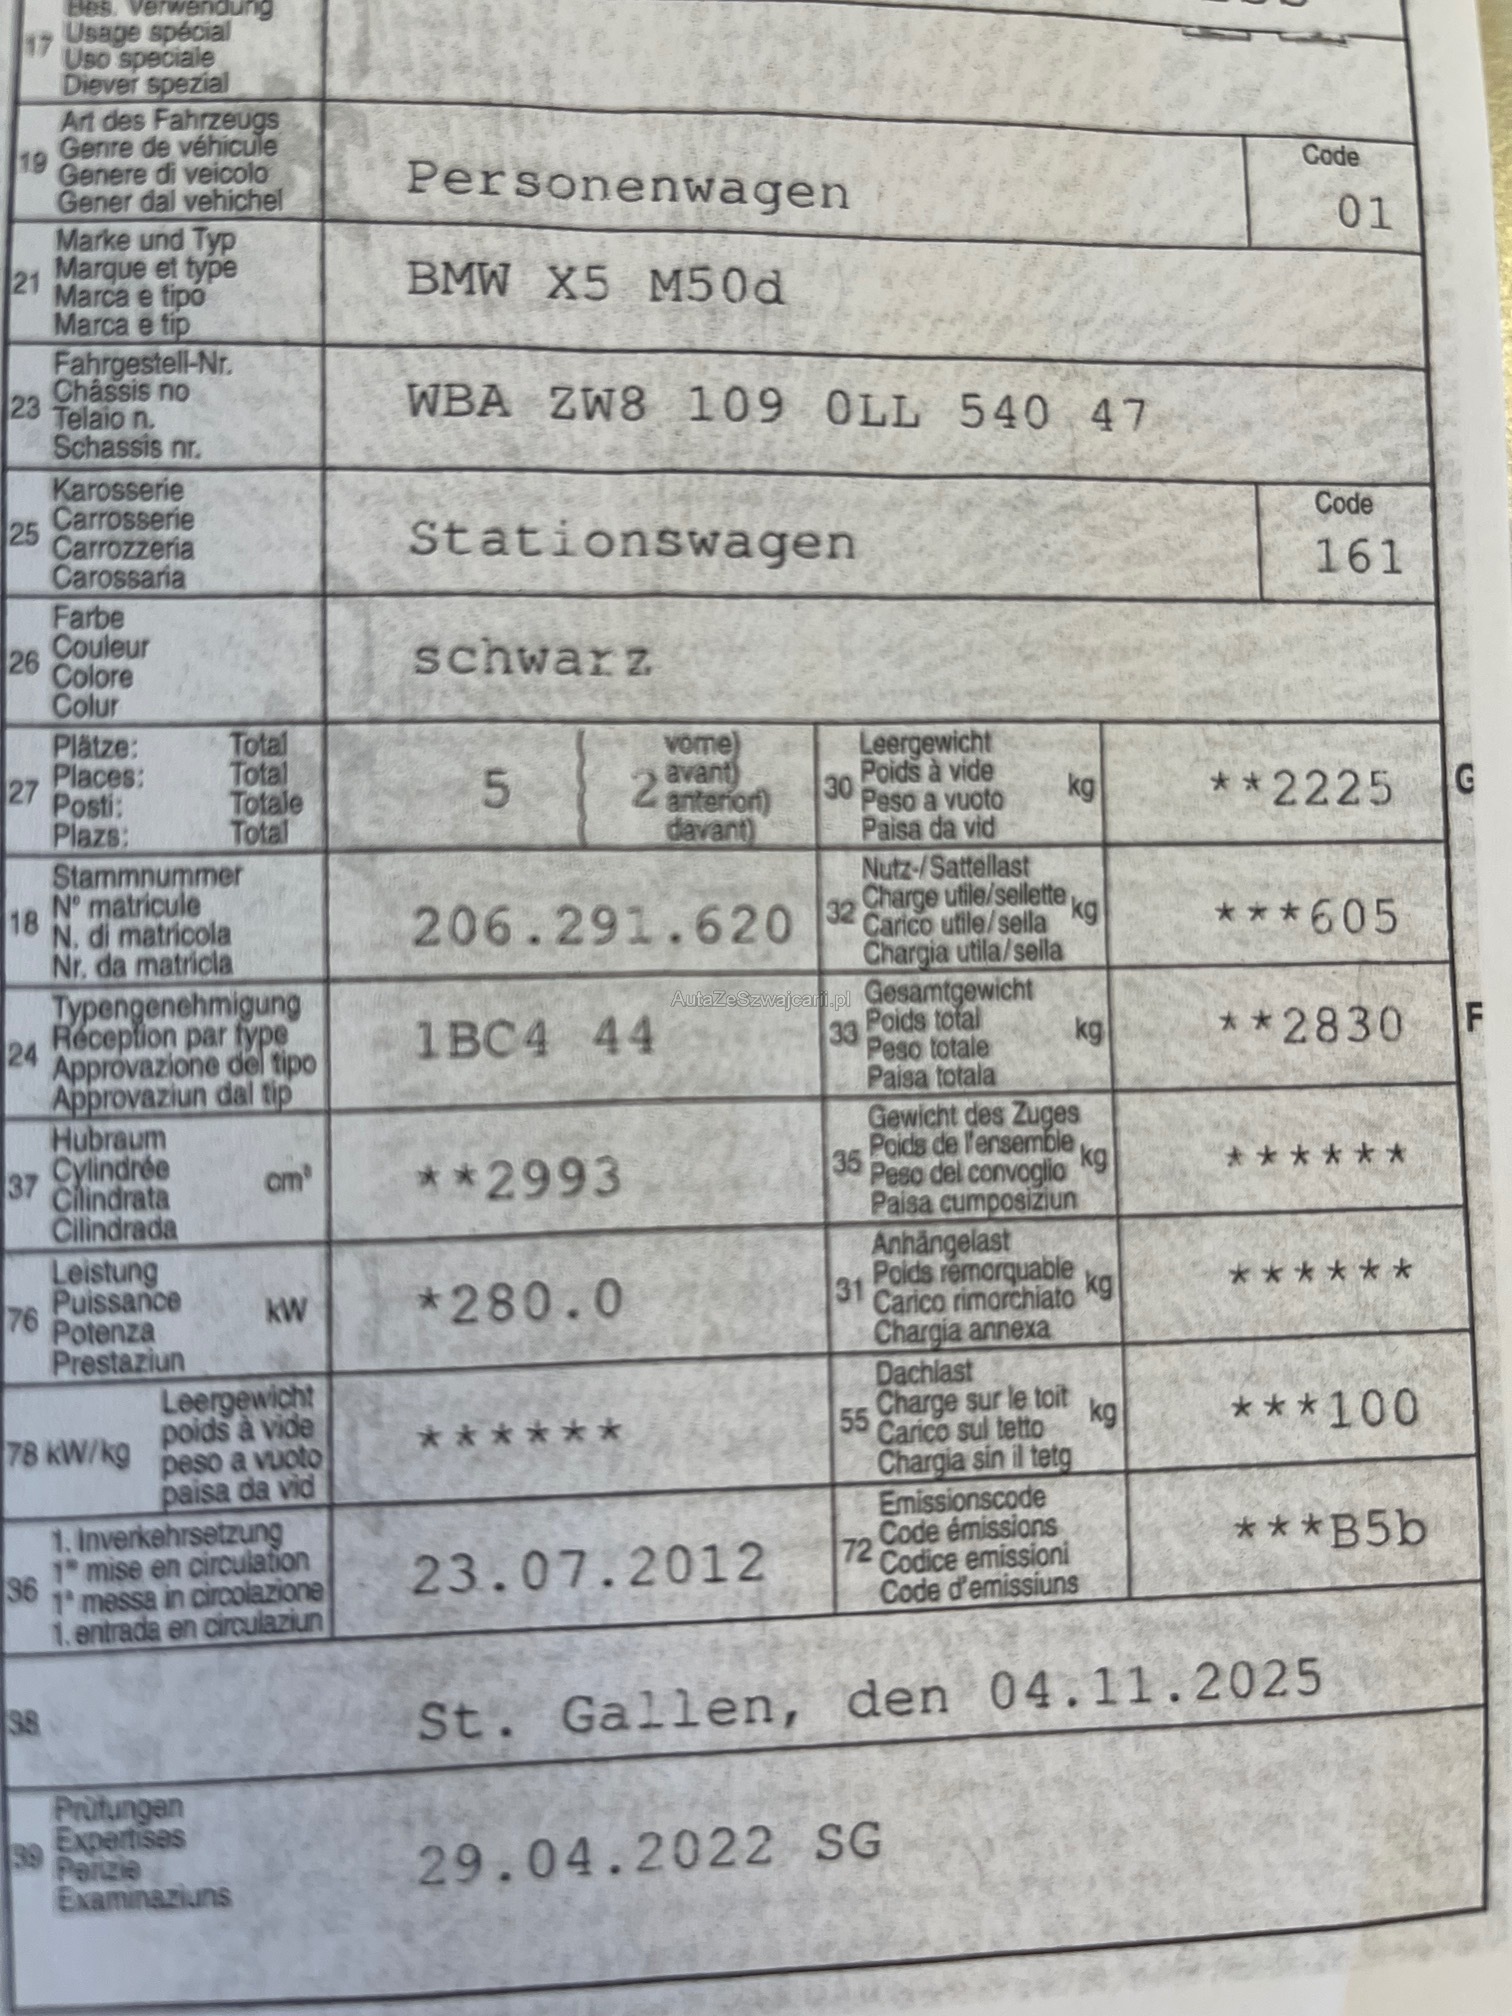 Bes. Verwendung
17 Usage spécial
Uso speciale
Diever spezial
Art des Fahrzeugs
19 Genre de véhicule
Genere di veicolo
Gener dal vehichel
Personenwagen
Code
01
Marke und Typ
21 Marque et type
Marca e tipo
Marca e tip
BMW X5 M50d
Fahrgestell-Nr.
23 Châssis no
Telaio n.
Schassis nr.
WBA ZW8 109 0LL 540 47
Karosserie
25 Carrosserie
Carrozzeria
Carossaria
Stationswagen
Code
161
Farbe
26 Couleur
Colore
Colur
schwarz
Plätze: Total
27 Places: Total
Posti: Totale
Plazs: Total
5
2
vorne)
avant)
anteriori)
davant)
Leergewicht
30 Poids à vide kg
Peso a vuoto
Paisa da vid
**2225
G
Stammnummer
18 N° matricule
N. di matricola
Nr. da matricla
206.291.620
Nutz-/Sattellast
32 Charge utile/sellette kg
Carico utile/sella
Chargia utila/sella
***605
AutaZeSzwajcarii.pl
Typengenehmigung
24 Réception par type
Approvazione del tipo
Approvaziun dal tip
1BC4 44
Gesamtgewicht
33 Poids total kg
Peso totale
Paisa totala
**2830
F
Hubraum
37 Cylindrée cm³
Cilindrata
Cilindrada
**2993
Gewicht des Zuges
35 Poids de l'ensemble kg
Peso del convoglio
Paisa cumposiziun
******
Leistung
76 Puissance kW
Potenza
Prestaziun
*280.0
Anhängelast
31 Poids remorquable kg
Carico rimorchiato
Chargia annexa
******
78 kW/kg
Leergewicht
poids à vide
peso a vuoto
paisa da vid
******
Dachlast
55 Charge sur le toit kg
Carico sul tetto
Chargia sin il tetg
***100
1. Inverkehrsetzung
36 1re mise en circulation
1a messa in circolazione
1. entrada en circulaziun
23.07.2012
Emissionscode
72 Code émissions
Codice emissioni
Code d'emissiuns
***B5b
38
St. Gallen, den 04.11.2025
Prüfungen
39 Expertises
Perizie
Examinaziuns
29.04.2022 SG